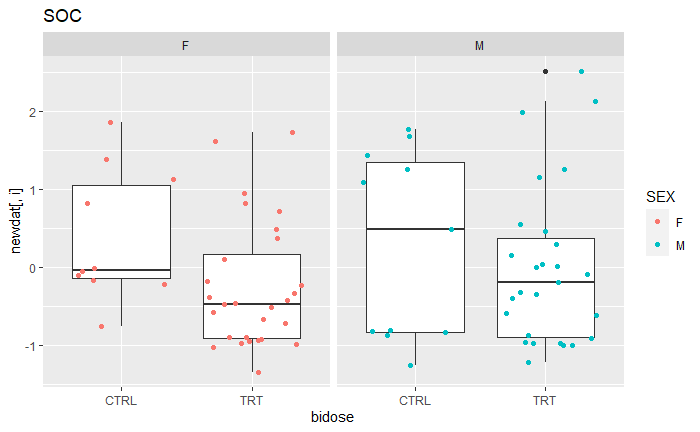 SOC
F
M
newdat[, i]
2
1
0
-1
CTRL
TRT
CTRL
TRT
bidose
SEX
F
M